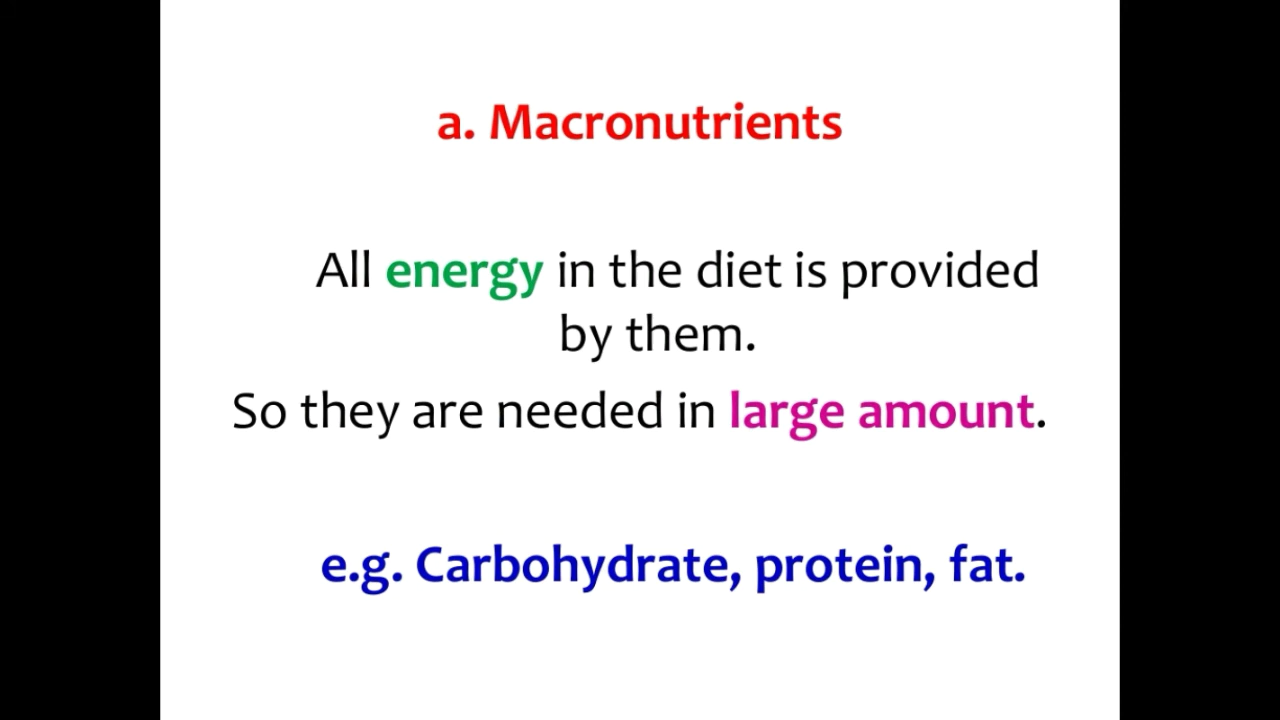 a. Macronutrients
All energy in the diet is provided
by them.
So they are needed in large amount.
e.g. Carbohydrate, protein, fat.